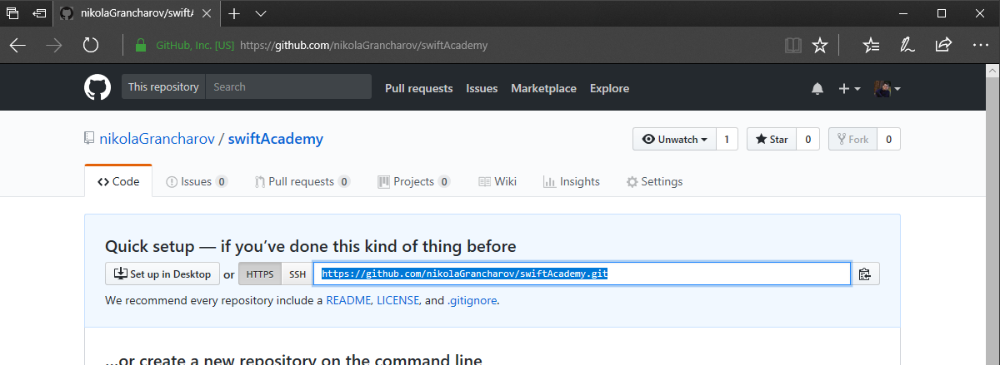 nikolaGrancharov/swiftA
GitHub, Inc. [US] https://github.com/nikolaGrancharov/swiftAcademy
This repository Search Pull requests Issues Marketplace Explore
nikolaGrancharov / swiftAcademy Unwatch 1 Star 0 Fork 0
Code Issues 0 Pull requests 0 Projects 0 Wiki Insights Settings
Quick setup — if you’ve done this kind of thing before
Set up in Desktop or HTTPS SSH https://github.com/nikolaGrancharov/swiftAcademy.git
We recommend every repository include a README, LICENSE, and .gitignore.
…or create a new repository on the command line